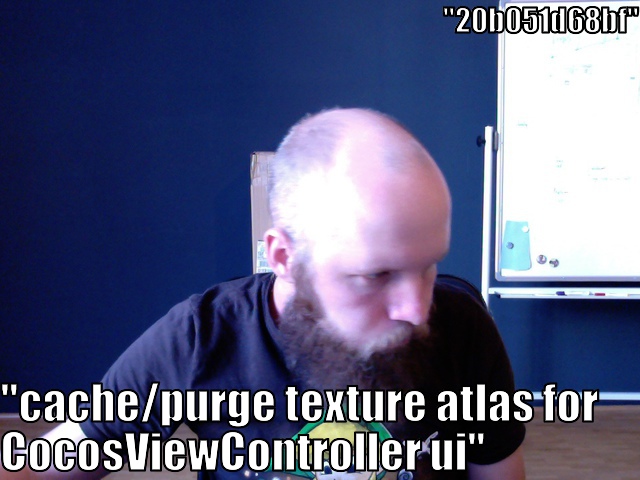 "20b051d68bf"
"cache/purge texture atlas for
CocosViewController ui"